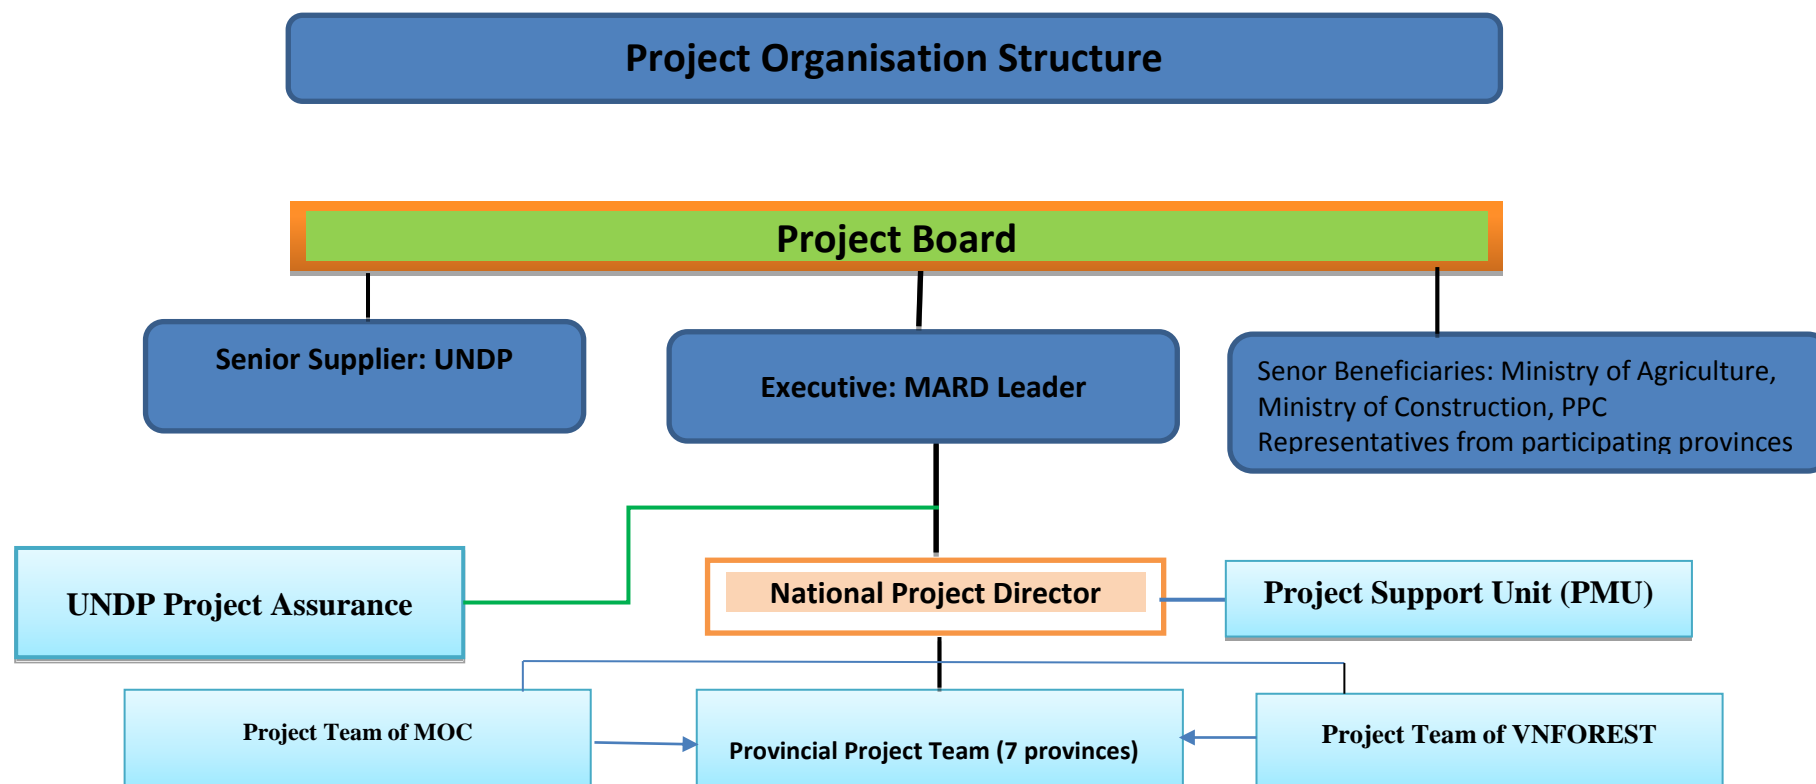 Project Organisation Structure
Project Board
Senior Supplier: UNDP
Executive: MARD Leader
Senor Beneficiaries: Ministry of Agriculture,
Ministry of Construction, PPC
Representatives from participating provinces
UNDP Project Assurance
National Project Director
Project Support Unit (PMU)
Project Team of MOC
Provincial Project Team (7 provinces)
Project Team of VNFOREST